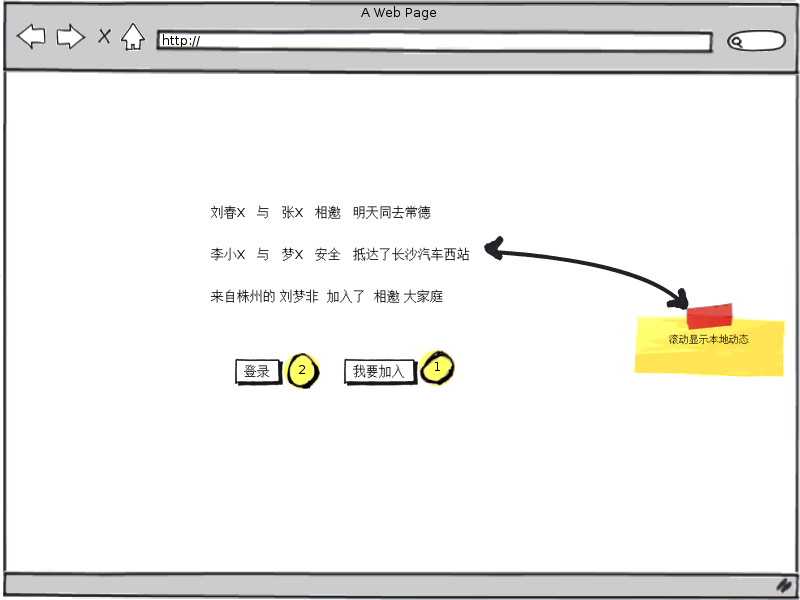 A Web Page
http://
刘春X 与 张X 相邀 明天同去常德
李小X 与 梦X 安全 抵达了长沙汽车西站
来自株州的 刘梦非 加入了 相邀 大家庭
滚动显示本地动态
登录 2 我要加入 1